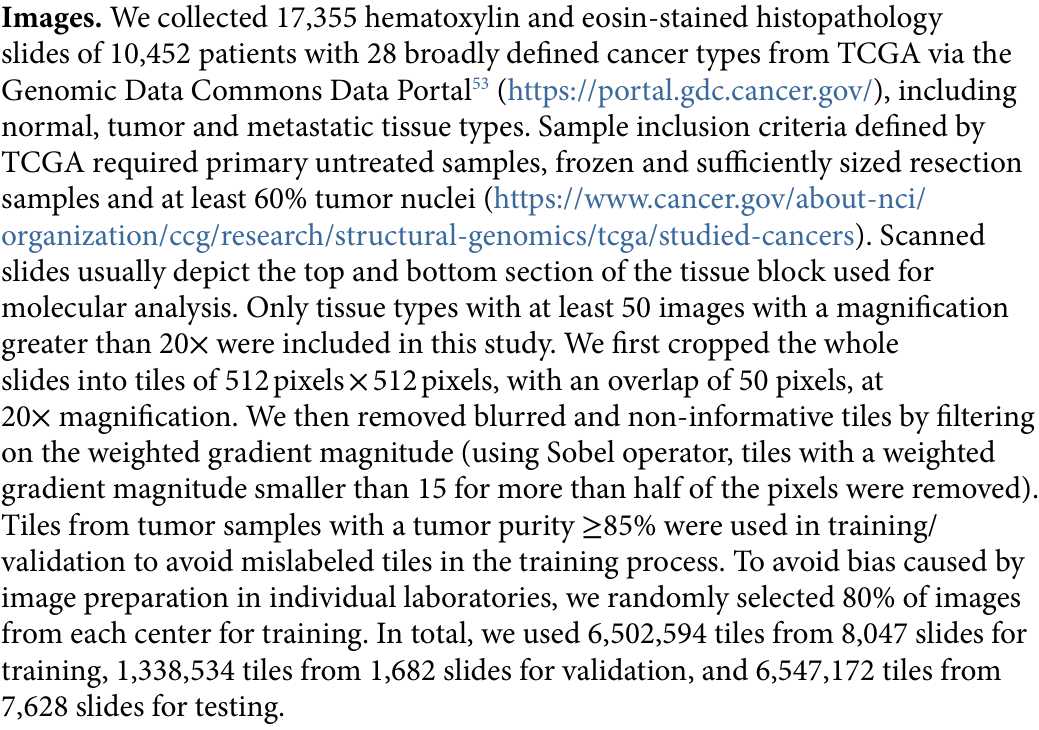 Images. We collected 17,355 hematoxylin and eosin-stained histopathology
slides of 10,452 patients with 28 broadly defined cancer types from TCGA via the
Genomic Data Commons Data Portal53 (https://portal.gdc.cancer.gov/), including
normal, tumor and metastatic tissue types. Sample inclusion criteria defined by
TCGA required primary untreated samples, frozen and sufficiently sized resection
samples and at least 60% tumor nuclei (https://www.cancer.gov/about-nci/
organization/ccg/research/structural-genomics/tcga/studied-cancers). Scanned
slides usually depict the top and bottom section of the tissue block used for
molecular analysis. Only tissue types with at least 50 images with a magnification
greater than 20× were included in this study. We first cropped the whole
slides into tiles of 512 pixels × 512 pixels, with an overlap of 50 pixels, at
20× magnification. We then removed blurred and non-informative tiles by filtering
on the weighted gradient magnitude (using Sobel operator, tiles with a weighted
gradient magnitude smaller than 15 for more than half of the pixels were removed).
Tiles from tumor samples with a tumor purity ≥85% were used in training/
validation to avoid mislabeled tiles in the training process. To avoid bias caused by
image preparation in individual laboratories, we randomly selected 80% of images
from each center for training. In total, we used 6,502,594 tiles from 8,047 slides for
training, 1,338,534 tiles from 1,682 slides for validation, and 6,547,172 tiles from
7,628 slides for testing.